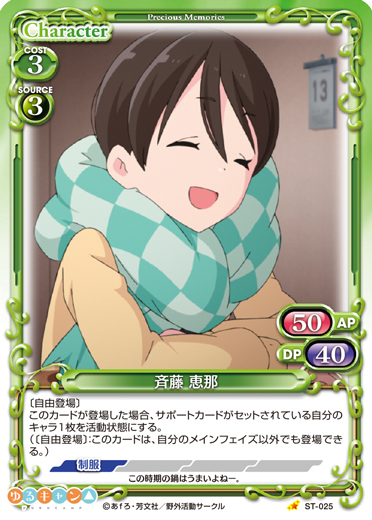 Precious Memories
Character
COST
3
SOURCE
3
13
50 AP
DP 40
斉藤 恵那
〔自由登場〕
このカードが登場した場合、サポートカードがセットされている自分の
キャラ1枚を活動状態にする。
(〔自由登場〕:このカードは、自分のメインフェイズ以外でも登場でき
る。)
制服
この時期の鍋はうまいよねー。
ゆるキャン△
©あfろ・芳文社/野外活動サークル
ST-025